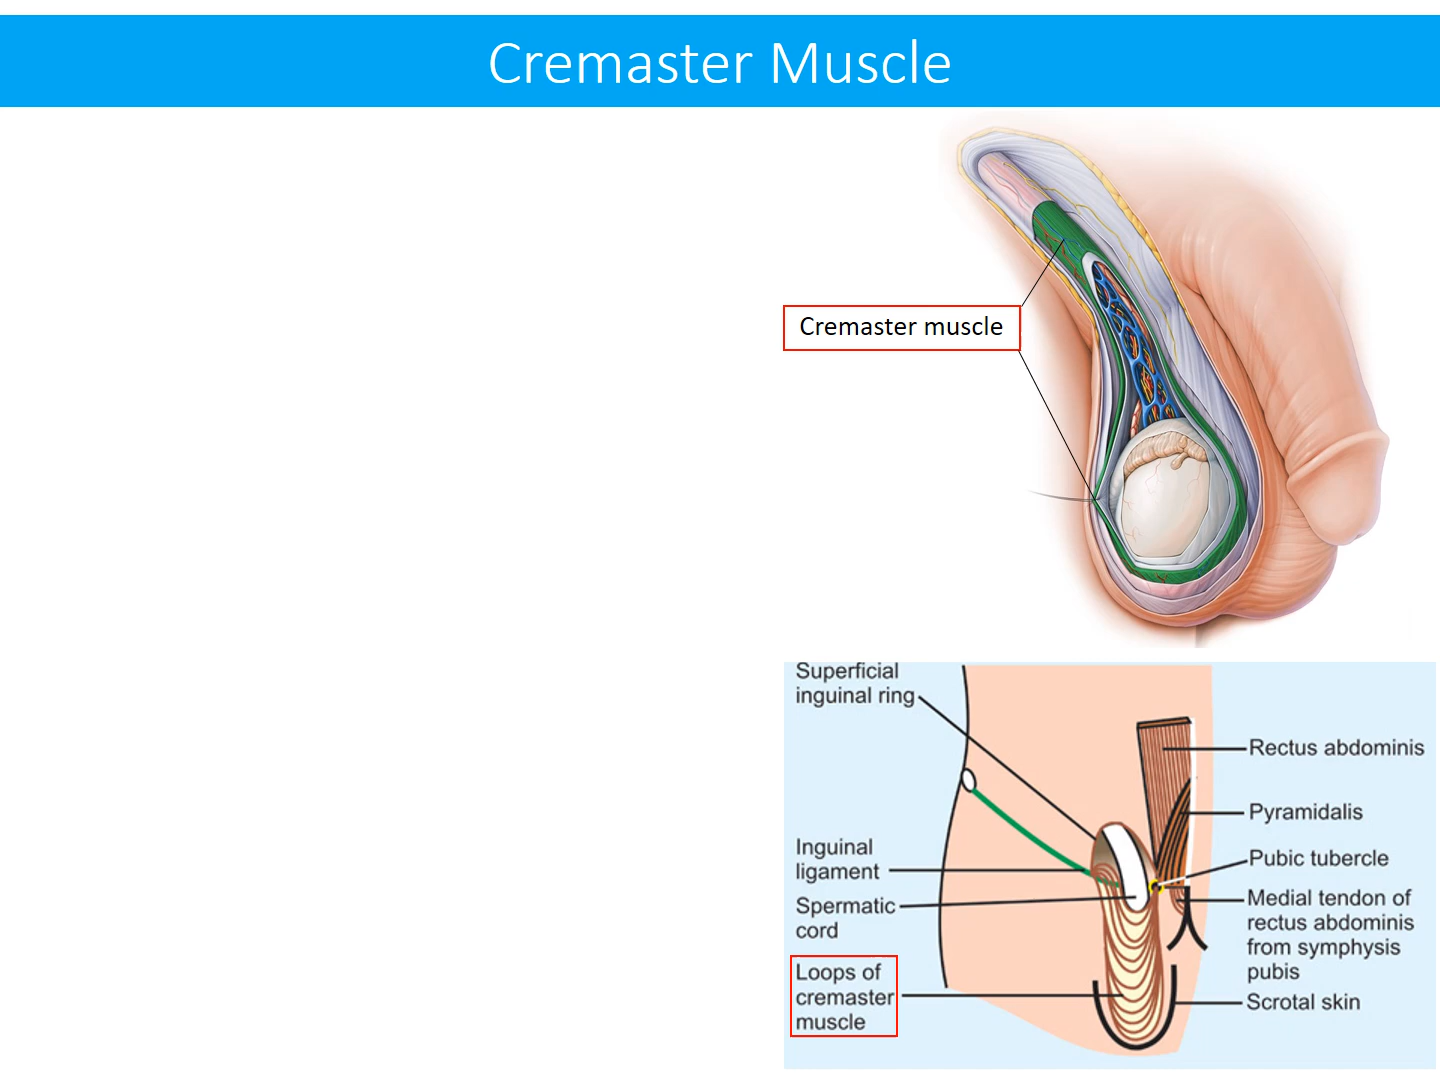 Cremaster Muscle
Cremaster muscle
Superficial
inguinal ring
Inguinal
ligament
Spermatic
cord
Loops of
cremaster
muscle
Rectus abdominis
Pyramidalis
Pubic tubercle
Medial tendon of
rectus abdominis
from symphysis
pubis
Scrotal skin